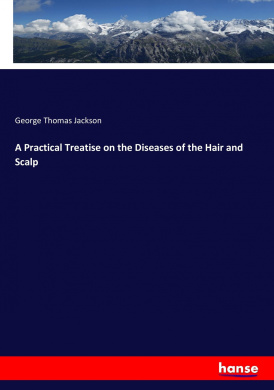 George Thomas Jackson
A Practical Treatise on the Diseases of the Hair and
Scalp
hanse